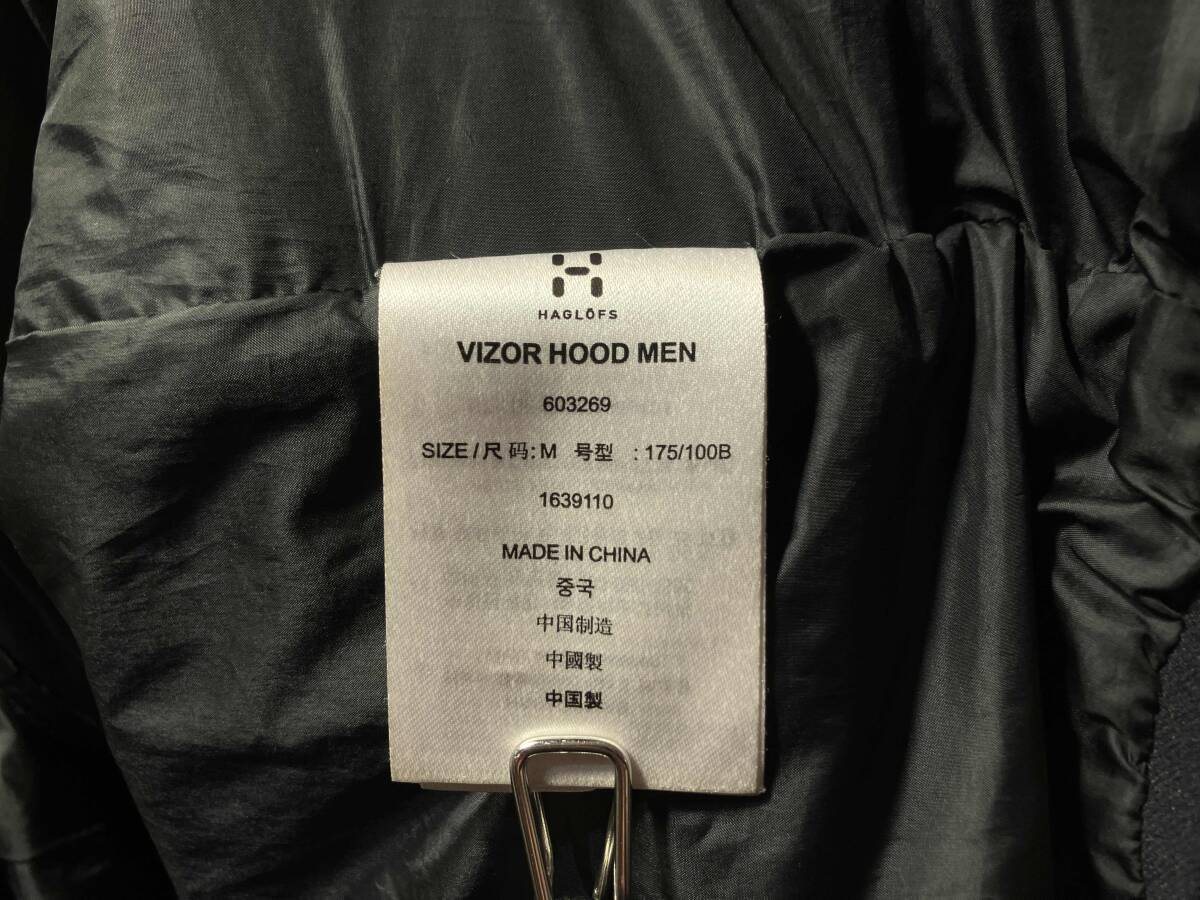 HAGLÖFS
VIZOR HOOD MEN
603269
SIZE / 尺 码: M 号型 : 175/100B
1639110
MADE IN CHINA
중국
中国制造
中國製
中国製